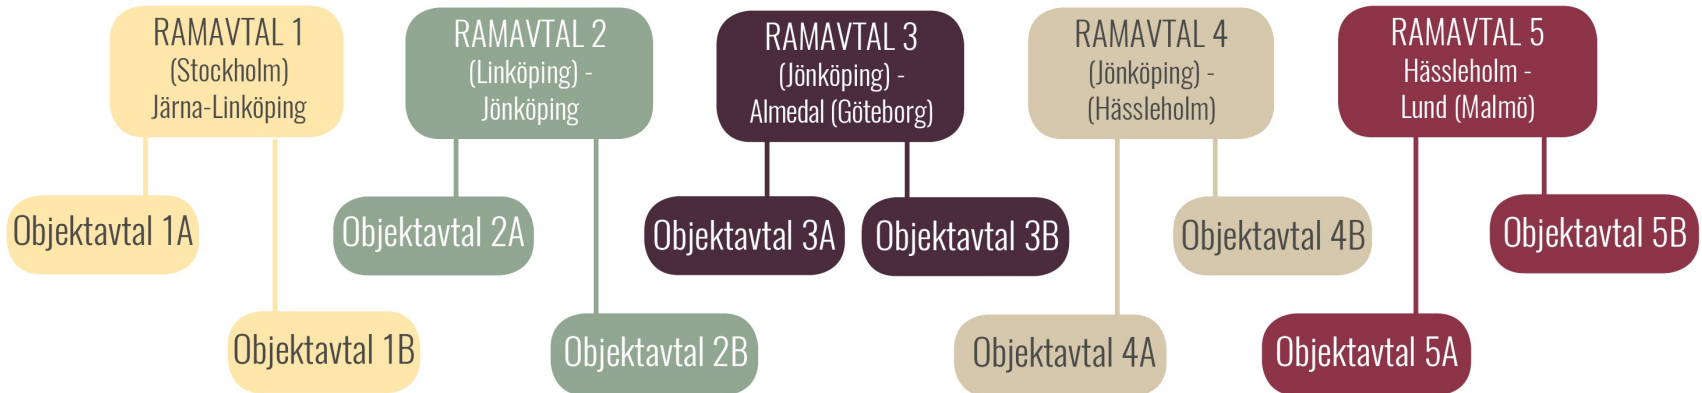 RAMAVTAL 1
(Stockholm)
Järna-Linköping
RAMAVTAL 2
(Linköping) -
Jönköping
RAMAVTAL 3
(Jönköping) -
Almedal (Göteborg)
RAMAVTAL 4
(Jönköping) -
(Hässleholm)
RAMAVTAL 5
Hässleholm -
Lund (Malmö)
Objektavtal 1A
Objektavtal 2A
Objektavtal 3A
Objektavtal 3B
Objektavtal 4B
Objektavtal 5B
Objektavtal 1B
Objektavtal 2B
Objektavtal 4A
Objektavtal 5A